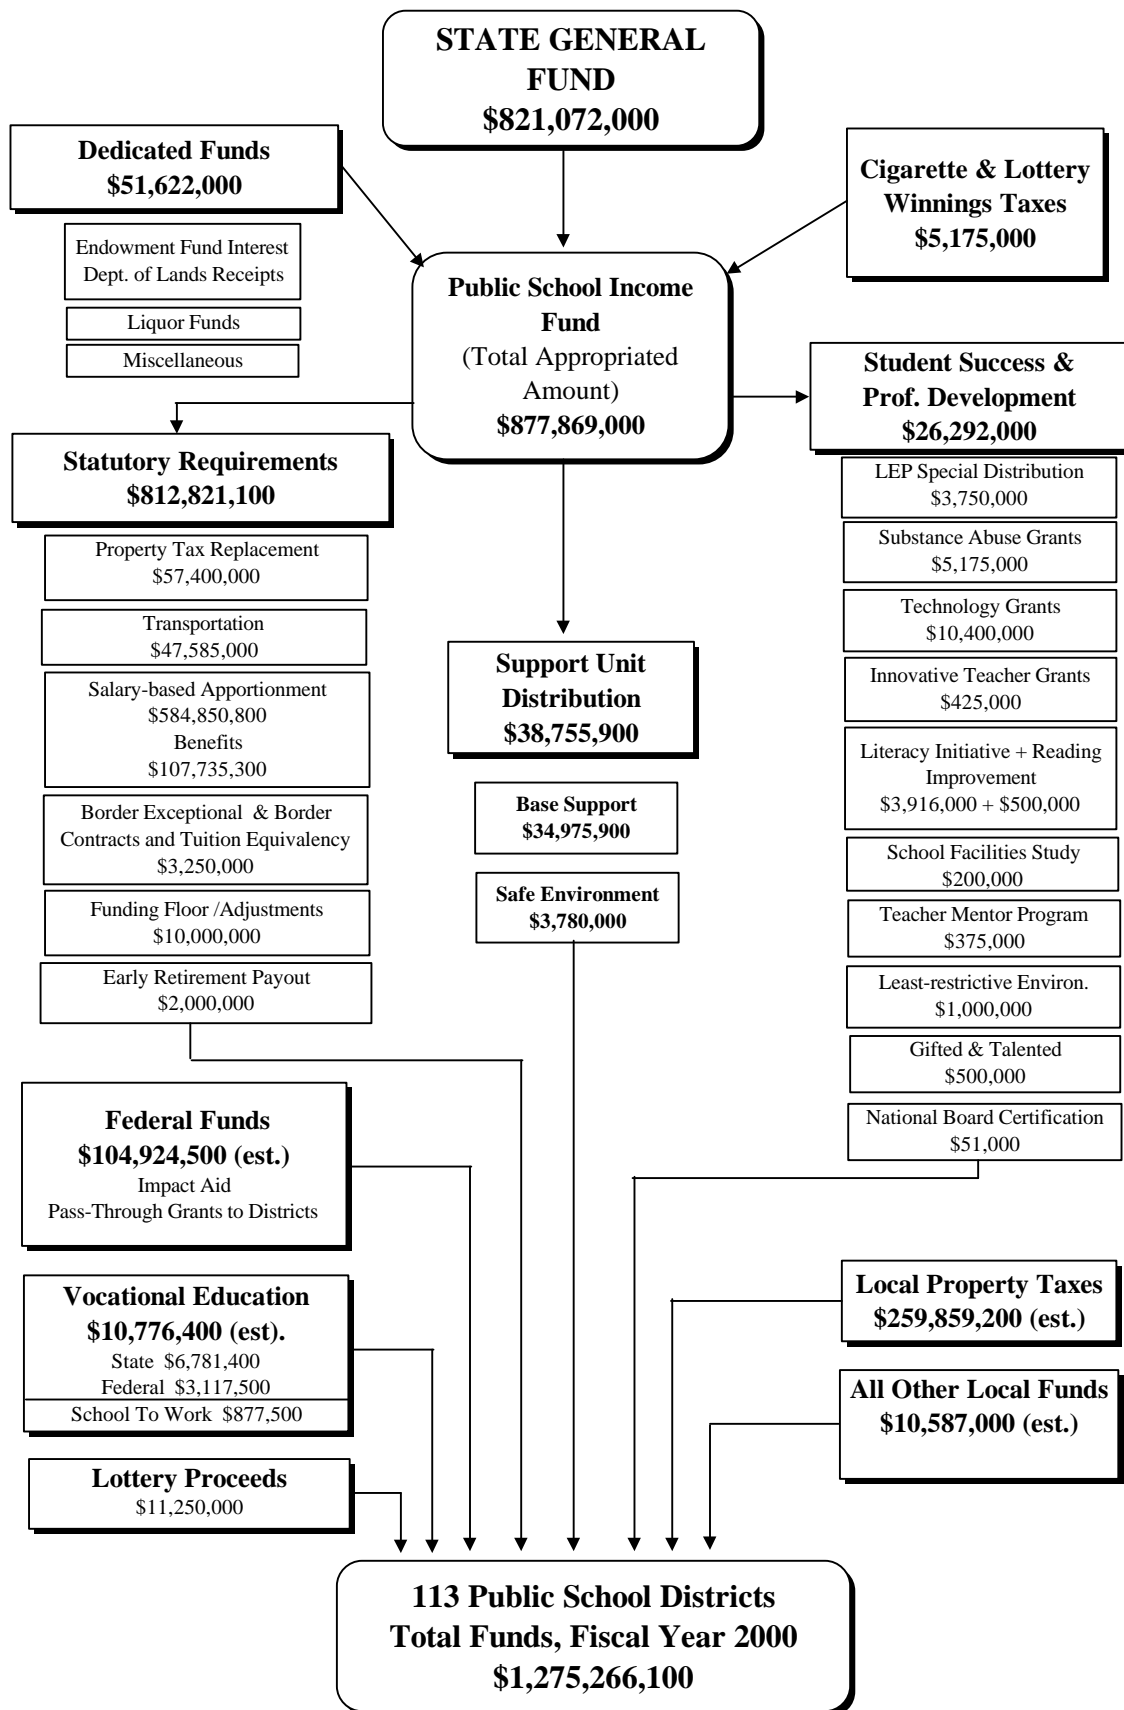 STATE GENERAL
FUND
$821,072,000
Dedicated Funds
$51,622,000
Endowment Fund Interest
Dept. of Lands Receipts
Liquor Funds
Miscellaneous
Cigarette & Lottery
Winnings Taxes
$5,175,000
Public School Income
Fund
(Total Appropriated
Amount)
$877,869,000
Statutory Requirements
$812,821,100
Property Tax Replacement
$57,400,000
Transportation
$47,585,000
Salary-based Apportionment
$584,850,800
Benefits
$107,735,300
Border Exceptional & Border
Contracts and Tuition Equivalency
$3,250,000
Funding Floor /Adjustments
$10,000,000
Early Retirement Payout
$2,000,000
Support Unit
Distribution
$38,755,900
Base Support
$34,975,900
Safe Environment
$3,780,000
Student Success &
Prof. Development
$26,292,000
LEP Special Distribution
$3,750,000
Substance Abuse Grants
$5,175,000
Technology Grants
$10,400,000
Innovative Teacher Grants
$425,000
Literacy Initiative + Reading
Improvement
$3,916,000 + $500,000
School Facilities Study
$200,000
Teacher Mentor Program
$375,000
Least-restrictive Environ.
$1,000,000
Gifted & Talented
$500,000
National Board Certification
$51,000
Federal Funds
$104,924,500 (est.)
Impact Aid
Pass-Through Grants to Districts
Vocational Education
$10,776,400 (est).
State $6,781,400
Federal $3,117,500
School To Work $877,500
Lottery Proceeds
$11,250,000
Local Property Taxes
$259,859,200 (est.)
All Other Local Funds
$10,587,000 (est.)
113 Public School Districts
Total Funds, Fiscal Year 2000
$1,275,266,100